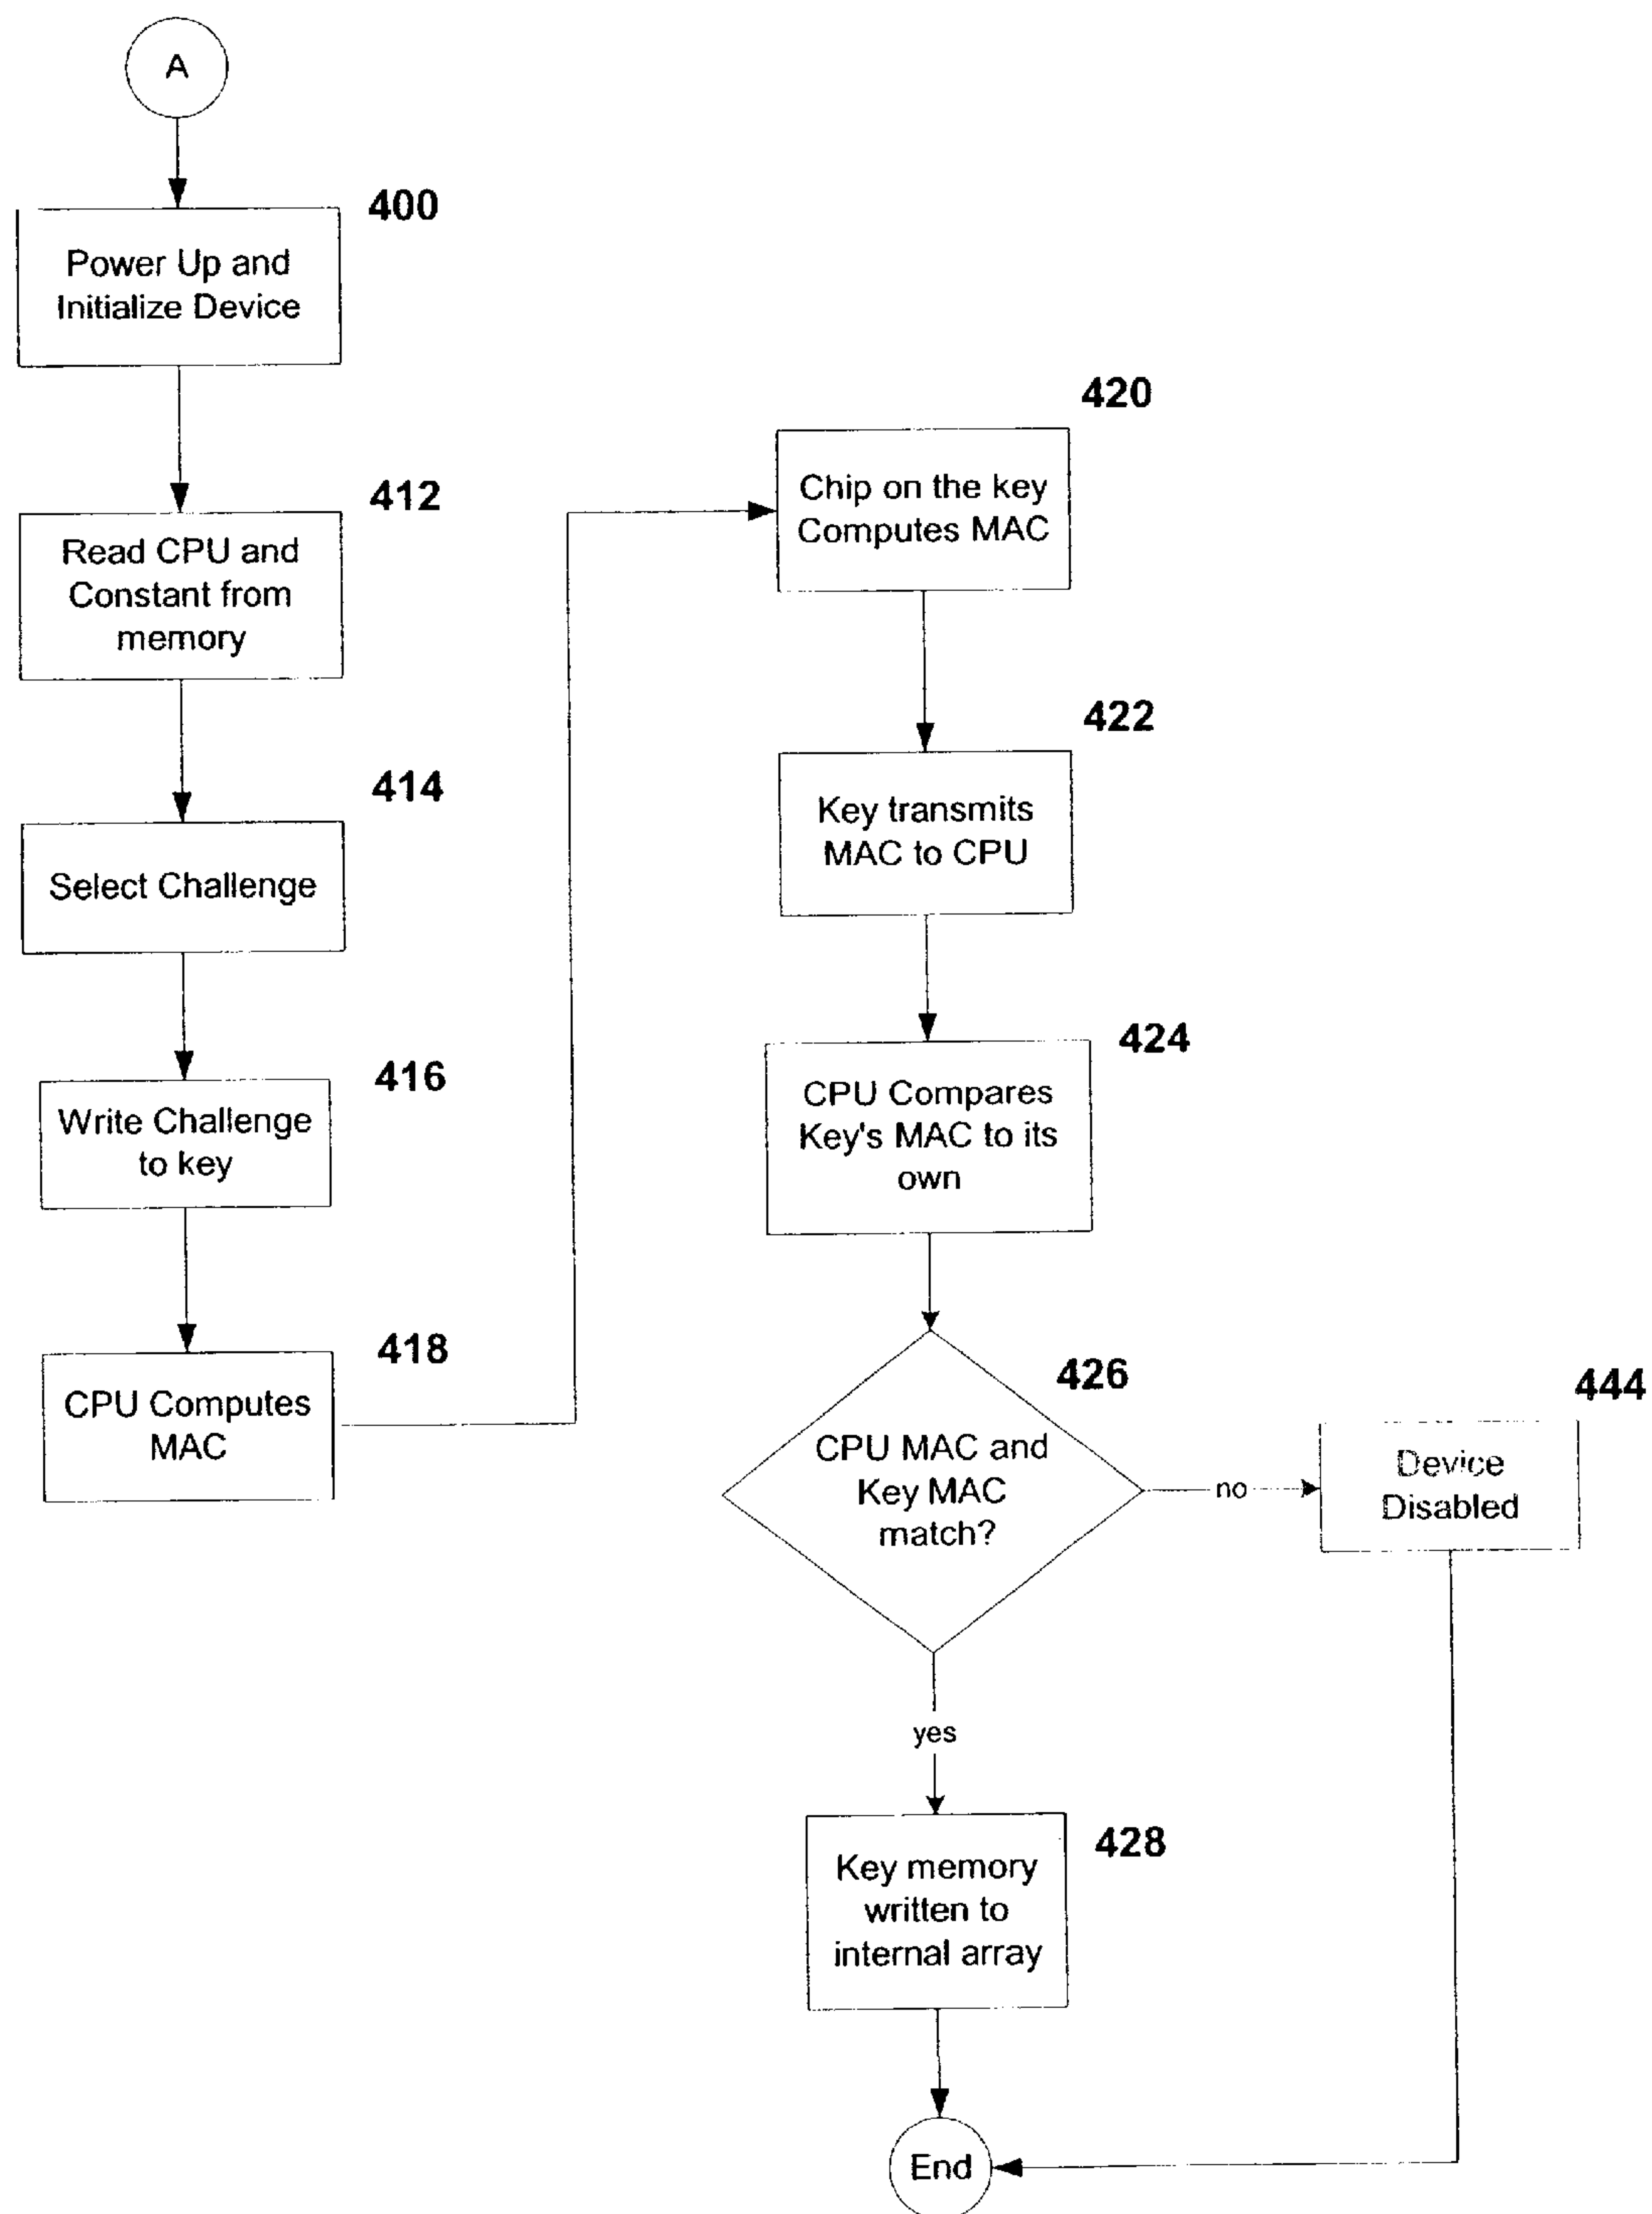 A
400
Power Up and
Initialize Device
412
Read CPU and
Constant from
memory
414
Select Challenge
416
Write Challenge
to key
418
CPU Computes
MAC
420
Chip on the key
Computes MAC
422
Key transmits
MAC to CPU
424
CPU Compares
Key's MAC to its
own
426
CPU MAC and
Key MAC
match?
no
444
Device
Disabled
yes
428
Key memory
written to
internal array
End